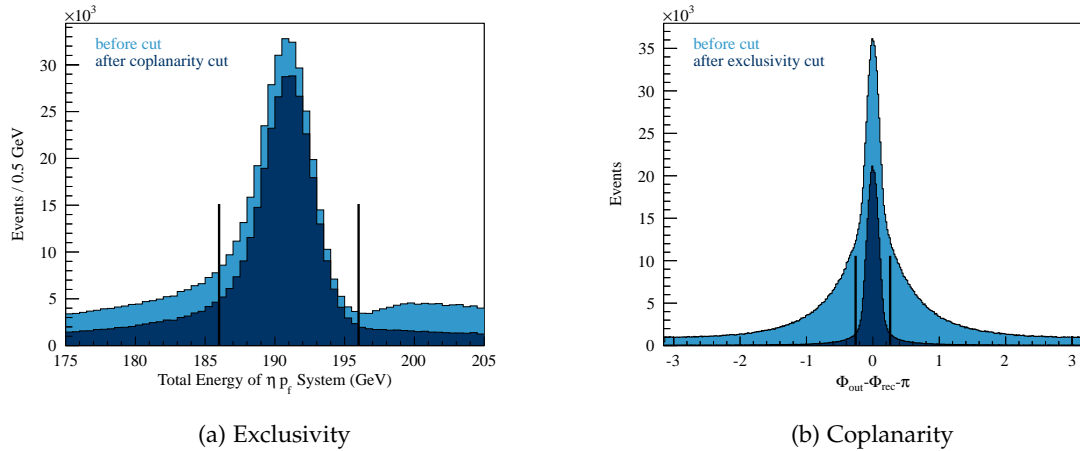 ×10³
before cut
after coplanarity cut
Events / 0.5 GeV
30
25
20
15
10
5
0
175 180 185 190 195 200 205
Total Energy of η p_f System (GeV)
(a) Exclusivity
×10³
before cut
after exclusivity cut
Events
35
30
25
20
15
10
5
0
-3 -2 -1 0 1 2 3
Φ_out-Φ_rec-π
(b) Coplanarity